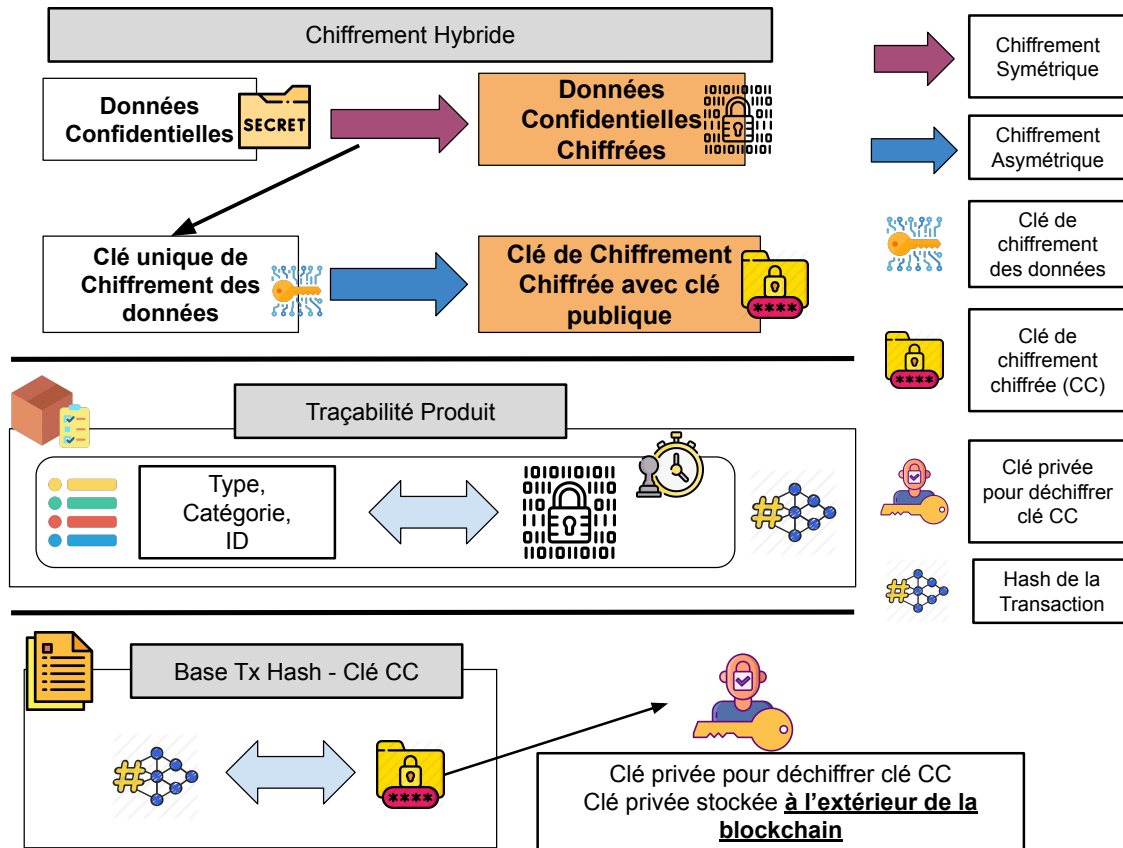 Chiffrement Hybride
Données
Confidentielles
SECRET
Données
Confidentielles
Chiffrées
Clé unique de
Chiffrement des
données
Clé de Chiffrement
Chiffrée avec clé
publique
****
Traçabilité Produit
Type,
Catégorie,
ID
#
Base Tx Hash - Clé CC
#
****
Clé privée pour déchiffrer clé CC
Clé privée stockée à l’extérieur de la
blockchain
Chiffrement
Symétrique
Chiffrement
Asymétrique
Clé de
chiffrement
des données
****
Clé de
chiffrement
chiffrée (CC)
Clé privée
pour déchiffrer
clé CC
#
Hash de la
Transaction